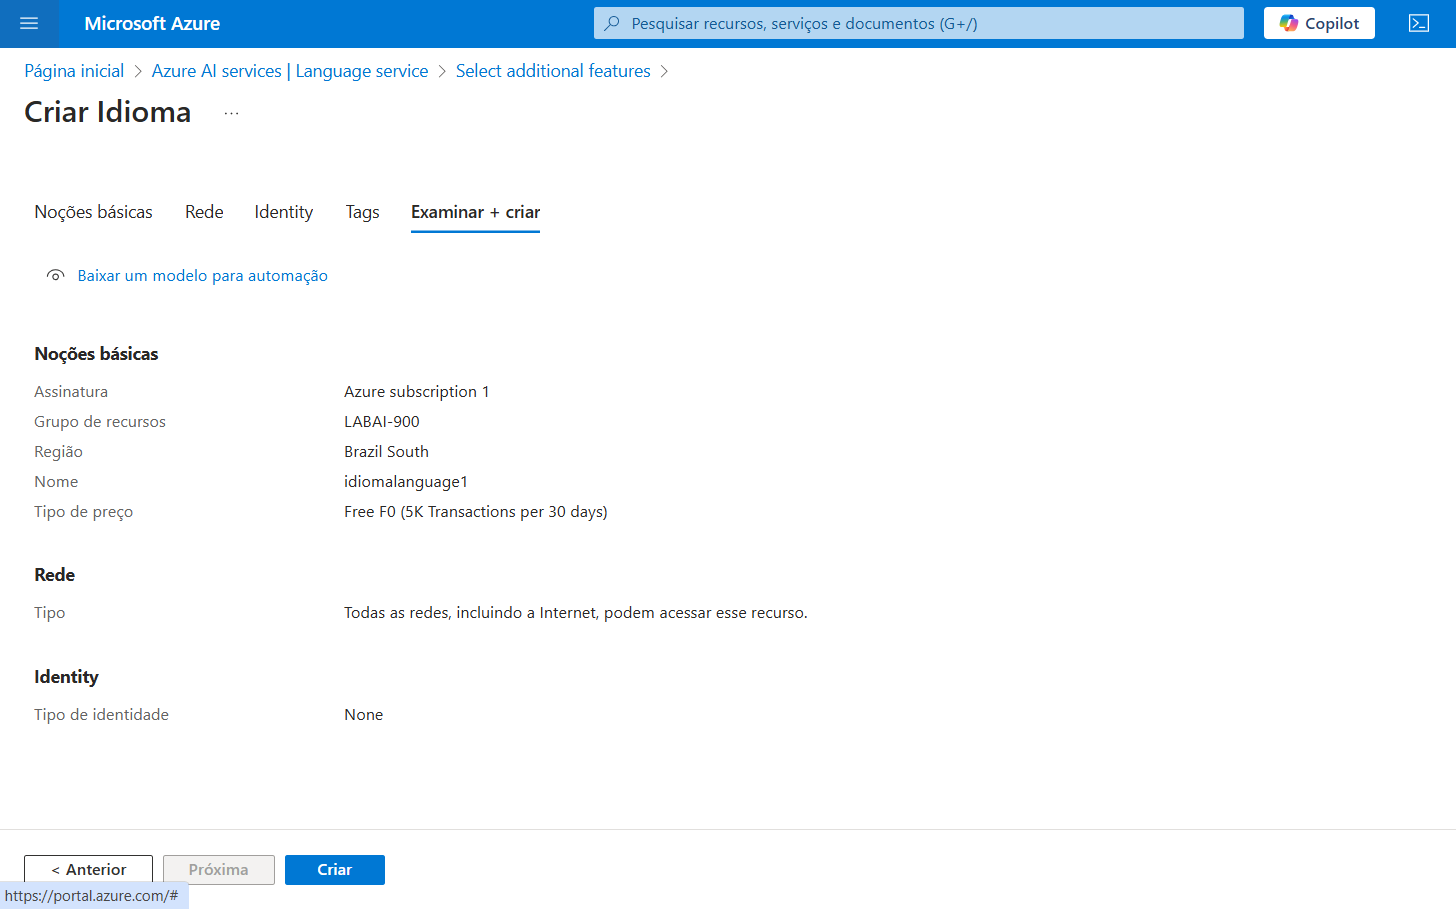 Microsoft Azure
Pesquisar recursos, serviços e documentos (G+/)
Copilot
Página inicial > Azure AI services | Language service > Select additional features >
Criar Idioma ...
Noções básicas Rede Identity Tags Examinar + criar
Baixar um modelo para automação
Noções básicas
Assinatura Azure subscription 1
Grupo de recursos LABAI-900
Região Brazil South
Nome idiomalanguage1
Tipo de preço Free F0 (5K Transactions per 30 days)
Rede
Tipo Todas as redes, incluindo a Internet, podem acessar esse recurso.
Identity
Tipo de identidade None
< Anterior Próxima Criar
https://portal.azure.com/#